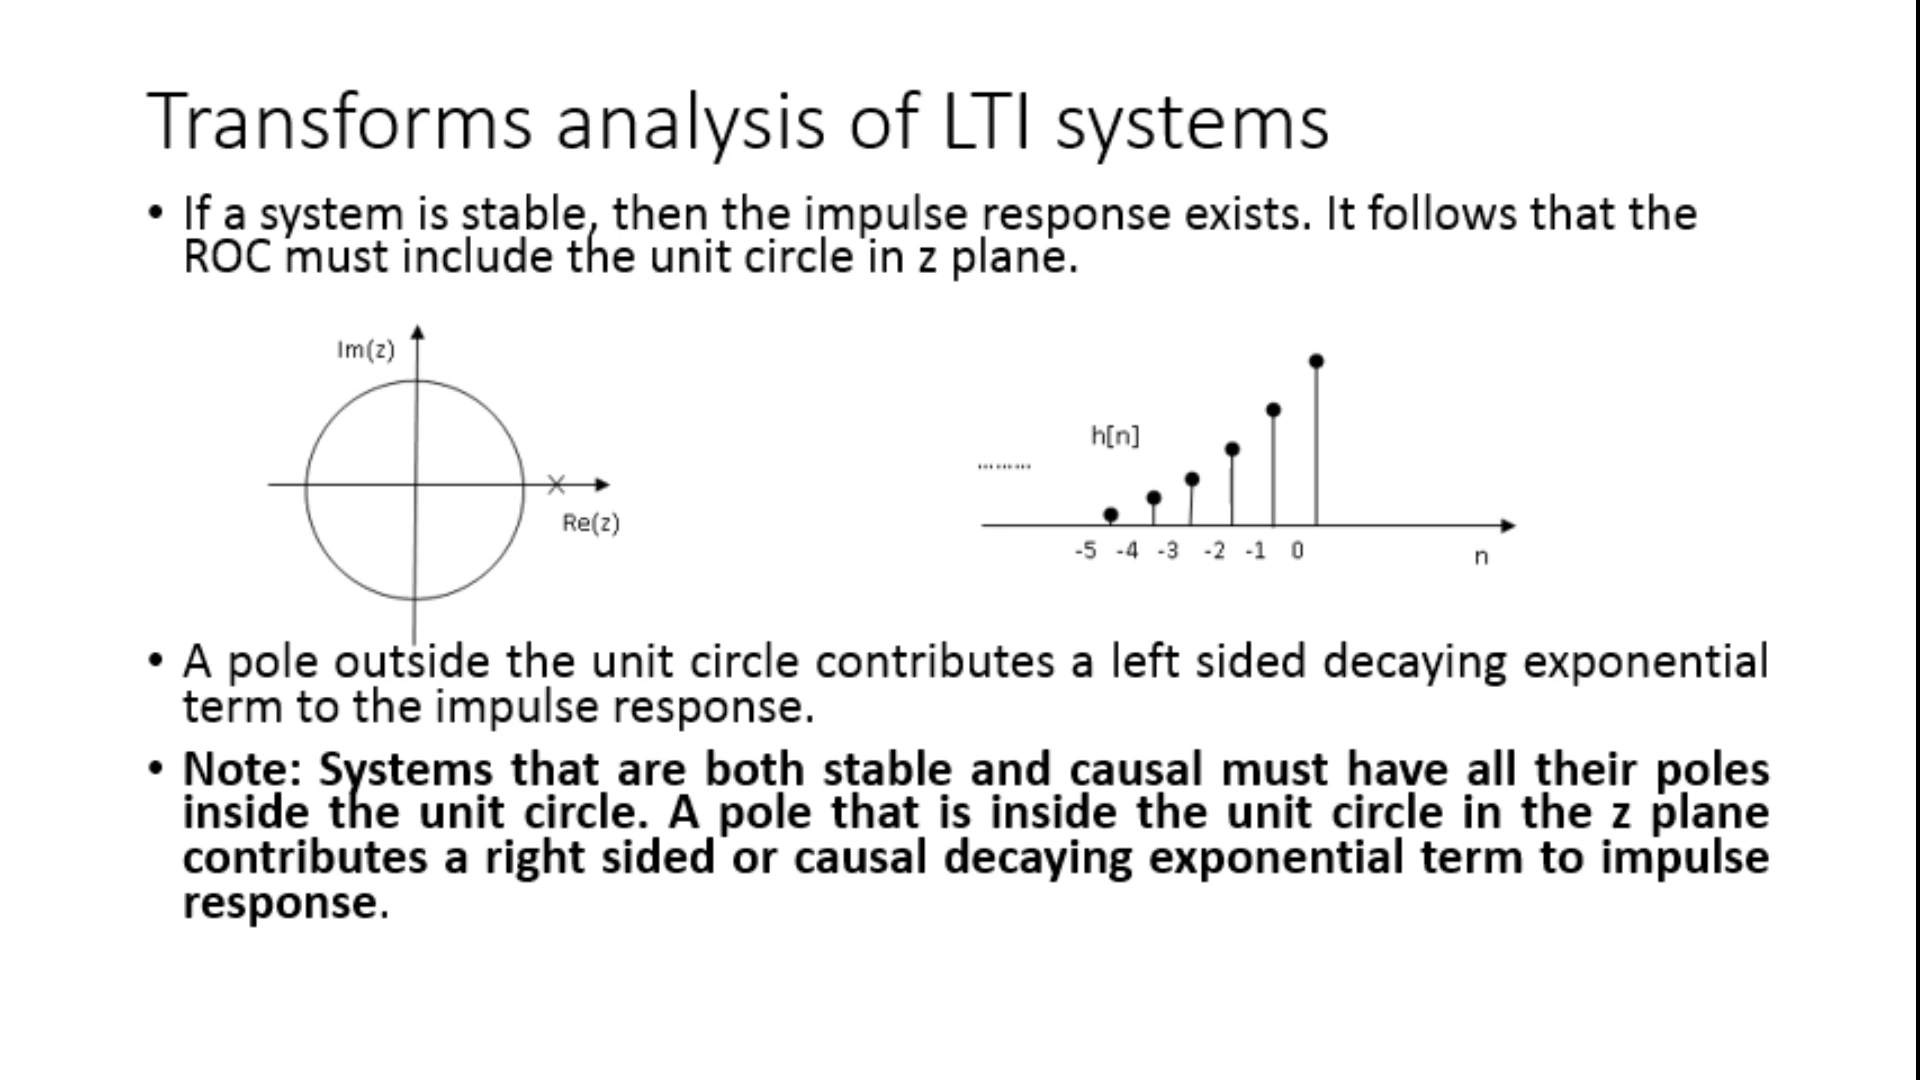 Transforms analysis of LTI systems
• If a system is stable, then the impulse response exists. It follows that the
ROC must include the unit circle in z plane.
Im(z)
Re(z)
h[n]
.........
-5 -4 -3 -2 -1 0
n
• A pole outside the unit circle contributes a left sided decaying exponential
term to the impulse response.
• Note: Systems that are both stable and causal must have all their poles
inside the unit circle. A pole that is inside the unit circle in the z plane
contributes a right sided or causal decaying exponential term to impulse
response.